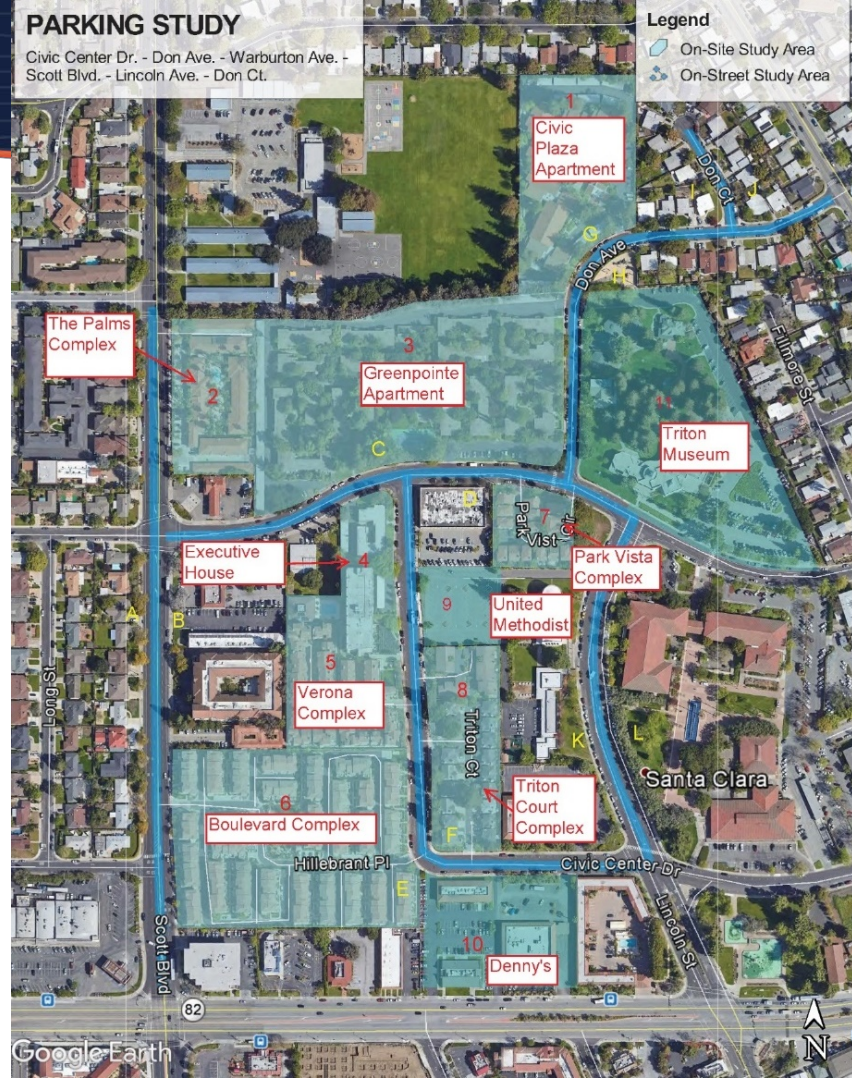 PARKING STUDY
Civic Center Dr. - Don Ave. - Warburton Ave. -
Scott Blvd. - Lincoln Ave. - Don Ct.
Legend
On-Site Study Area
On-Street Study Area
1
Civic
Plaza
Apartment
Don Ct
I
J
G
Don Ave
H
The Palms
Complex
2
3
Greenpointe
Apartment
Fillmore St
11
Triton
Museum
C
D
7
Park Vista Cir
Park Vista
Complex
Executive
House
4
9
United
Methodist
A
B
Long St
5
Verona
Complex
8
Triton Ct
K
L
Santa Clara
6
Boulevard Complex
Triton
Court
Complex
F
Hillebrant Pl
Civic Center Dr
E
Scott Blvd
10
Denny's
Lincoln St
82
Google Earth
N